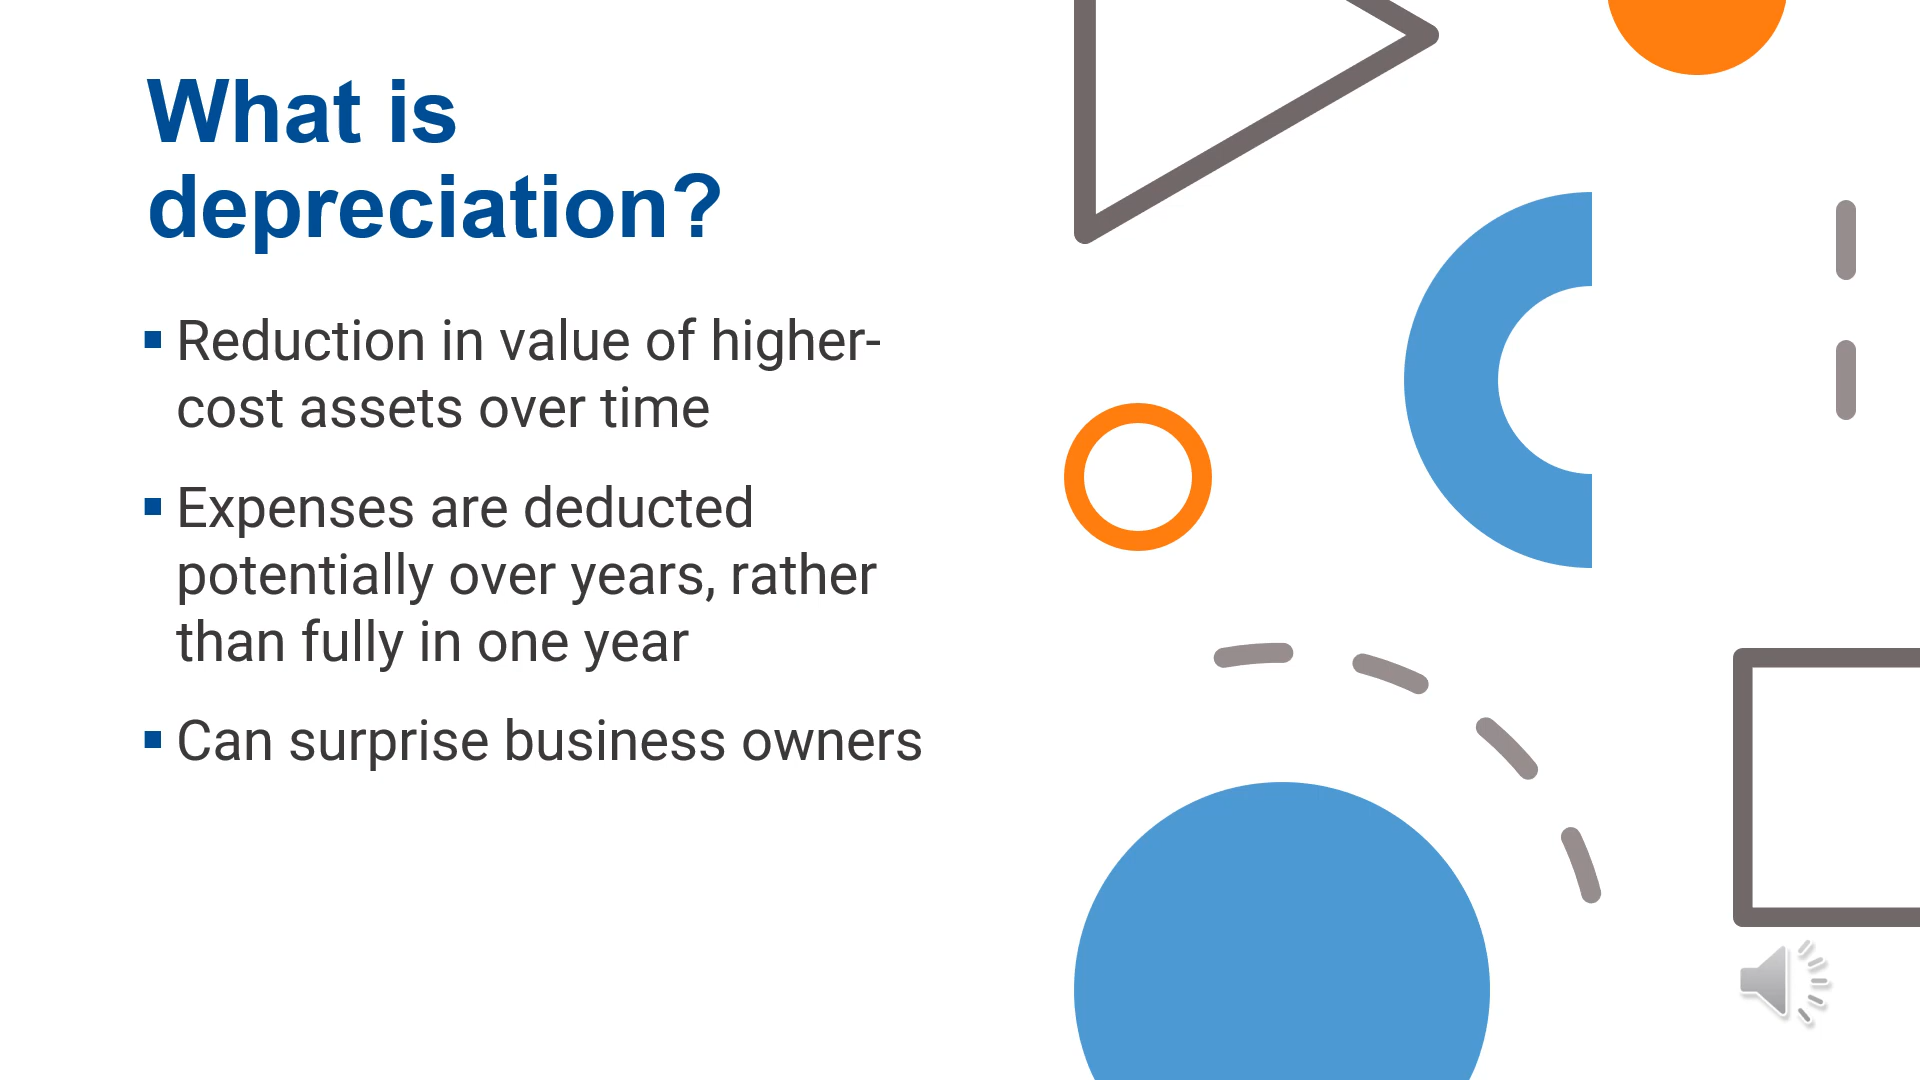 What is
depreciation?
▪ Reduction in value of higher-
cost assets over time
▪ Expenses are deducted
potentially over years, rather
than fully in one year
▪ Can surprise business owners